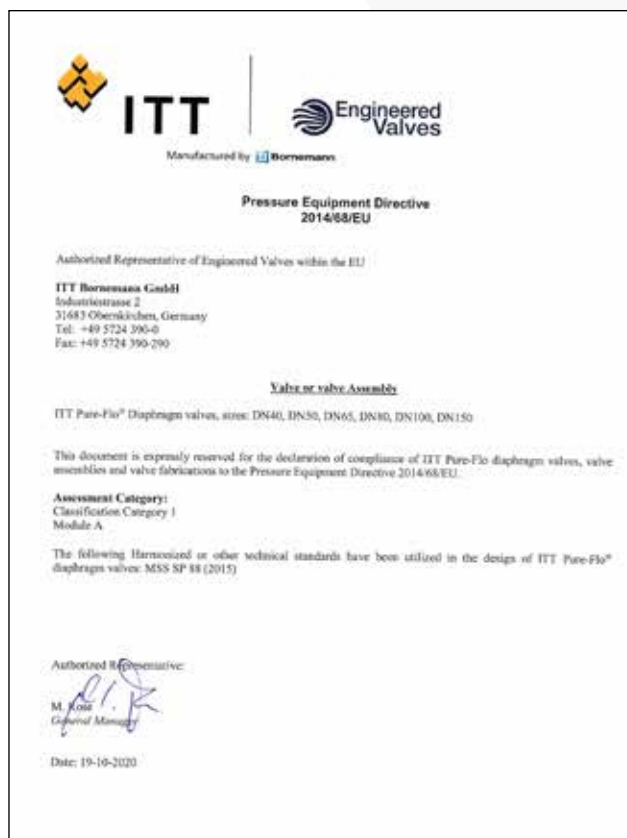 ITT
Engineered
Valves
Manufactured by Bornemann
Pressure Equipment Directive
2014/68/EU
Authorized Representative of Engineered Valves within the EU
ITT Bornemann GmbH
Industriestrasse 2
31683 Obernkirchen, Germany
Tel: +49 5724 390-0
Fax: +49 5724 390-290
Valve or valve Assembly
ITT Pure-Flo® Diaphragm valves, sizes: DN40, DN50, DN65, DN80, DN100, DN150
This document is expressly reserved for the declaration of compliance of ITT Pure-Flo diaphragm valves, valve
assemblies and valve fabrications to the Pressure Equipment Directive 2014/68/EU.
Assessment Category:
Classification Category 1
Module A
The following Harmonized or other technical standards have been utilized in the design of ITT Pure-Flo®
diaphragm valves: MSS SP 88 (2015)
Authorized Representative:
M.
General Manager
Date: 19-10-2020